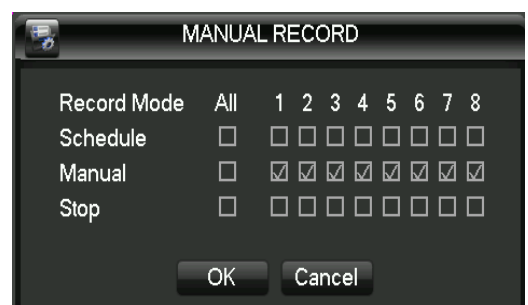 MANUAL RECORD
Record Mode All 1 2 3 4 5 6 7 8
Schedule
Manual
Stop
OK Cancel